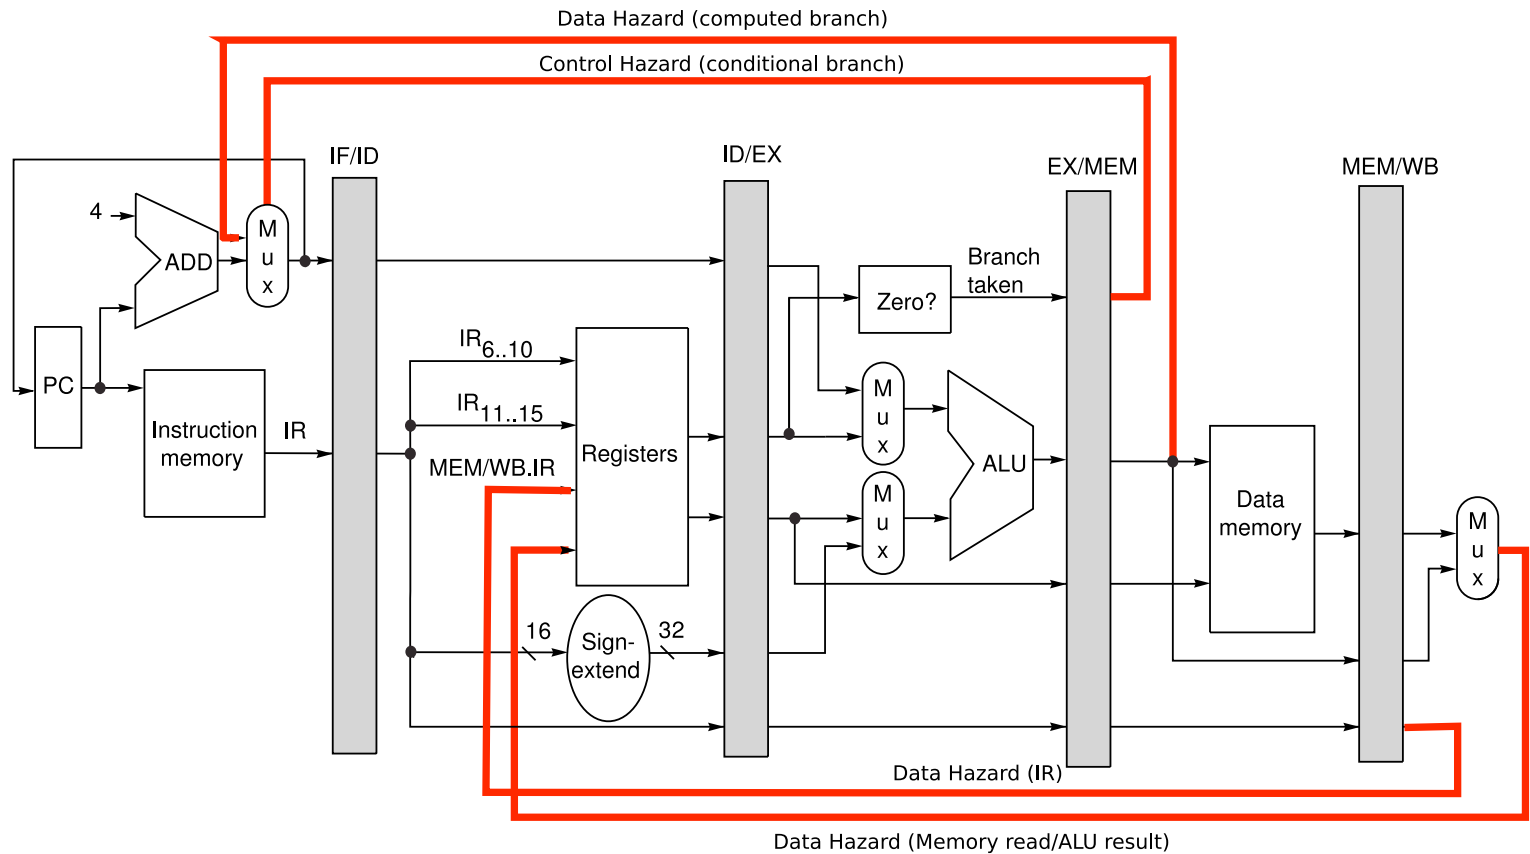 Data Hazard (computed branch)
Control Hazard (conditional branch)
IF/ID
ID/EX
EX/MEM
MEM/WB
4
ADD
M
u
x
Branch
taken
Zero?
PC
Instruction
memory
IR
IR6..10
IR11..15
MEM/WB.IR
Registers
M
u
x
M
u
x
ALU
Data
memory
M
u
x
16
Sign-
extend
32
Data Hazard (IR)
Data Hazard (Memory read/ALU result)